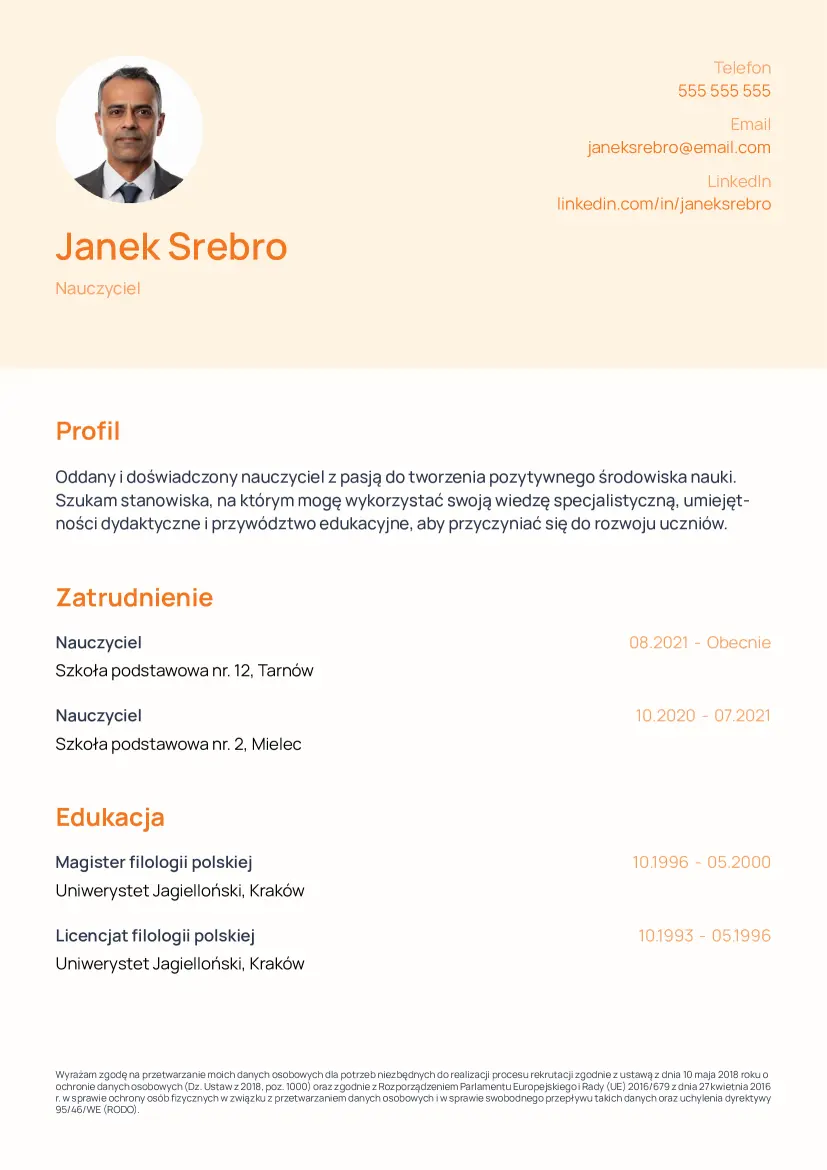 Telefon
555 555 555
Email
janeksrebro@email.com
LinkedIn
linkedin.com/in/janeksrebro
Janek Srebro
Nauczyciel
Profil
Oddany i doświadczony nauczyciel z pasją do tworzenia pozytywnego środowiska nauki.
Szukam stanowiska, na którym mogę wykorzystać swoją wiedzę specjalistyczną, umiejęt-
ności dydaktyczne i przywództwo edukacyjne, aby przyczyniać się do rozwoju uczniów.
Zatrudnienie
Nauczyciel 08.2021 - Obecnie
Szkoła podstawowa nr. 12, Tarnów
Nauczyciel 10.2020 - 07.2021
Szkoła podstawowa nr. 2, Mielec
Edukacja
Magister filologii polskiej 10.1996 - 05.2000
Uniwerystet Jagielloński, Kraków
Licencjat filologii polskiej 10.1993 - 05.1996
Uniwerystet Jagielloński, Kraków
Wyrażam zgodę na przetwarzanie moich danych osobowych dla potrzeb niezbędnych do realizacji procesu rekrutacji zgodnie z ustawą z dnia 10 maja 2018 roku o
ochronie danych osobowych (Dz. Ustaw z 2018, poz. 1000) oraz zgodnie z Rozporządzeniem Parlamentu Europejskiego i Rady (UE) 2016/679 z dnia 27 kwietnia 2016
r. w sprawie ochrony osób fizycznych w związku z przetwarzaniem danych osobowych i w sprawie swobodnego przepływu takich danych oraz uchylenia dyrektywy
95/46/WE (RODO).